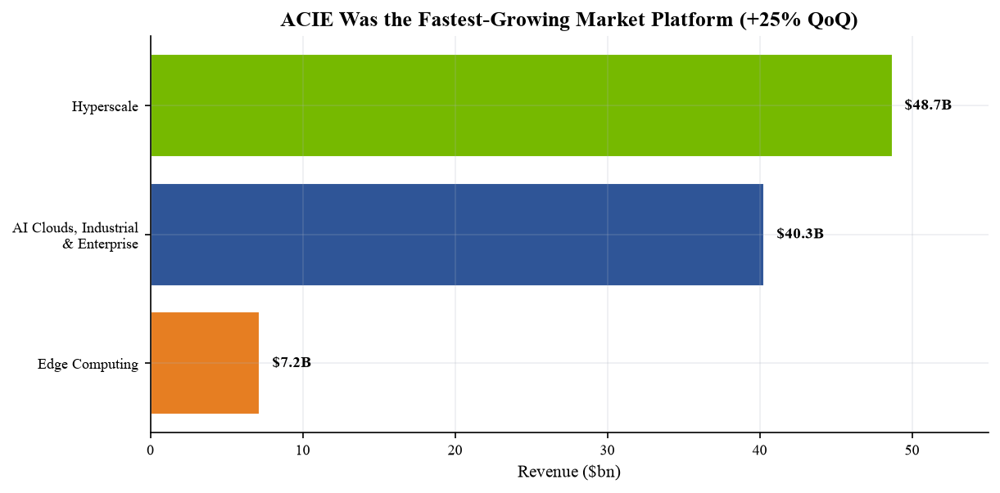 ACIE Was the Fastest-Growing Market Platform (+25% QoQ)
Hyperscale
$48.7B
AI Clouds, Industrial
& Enterprise
$40.3B
Edge Computing
$7.2B
0 10 20 30 40 50
Revenue ($bn)